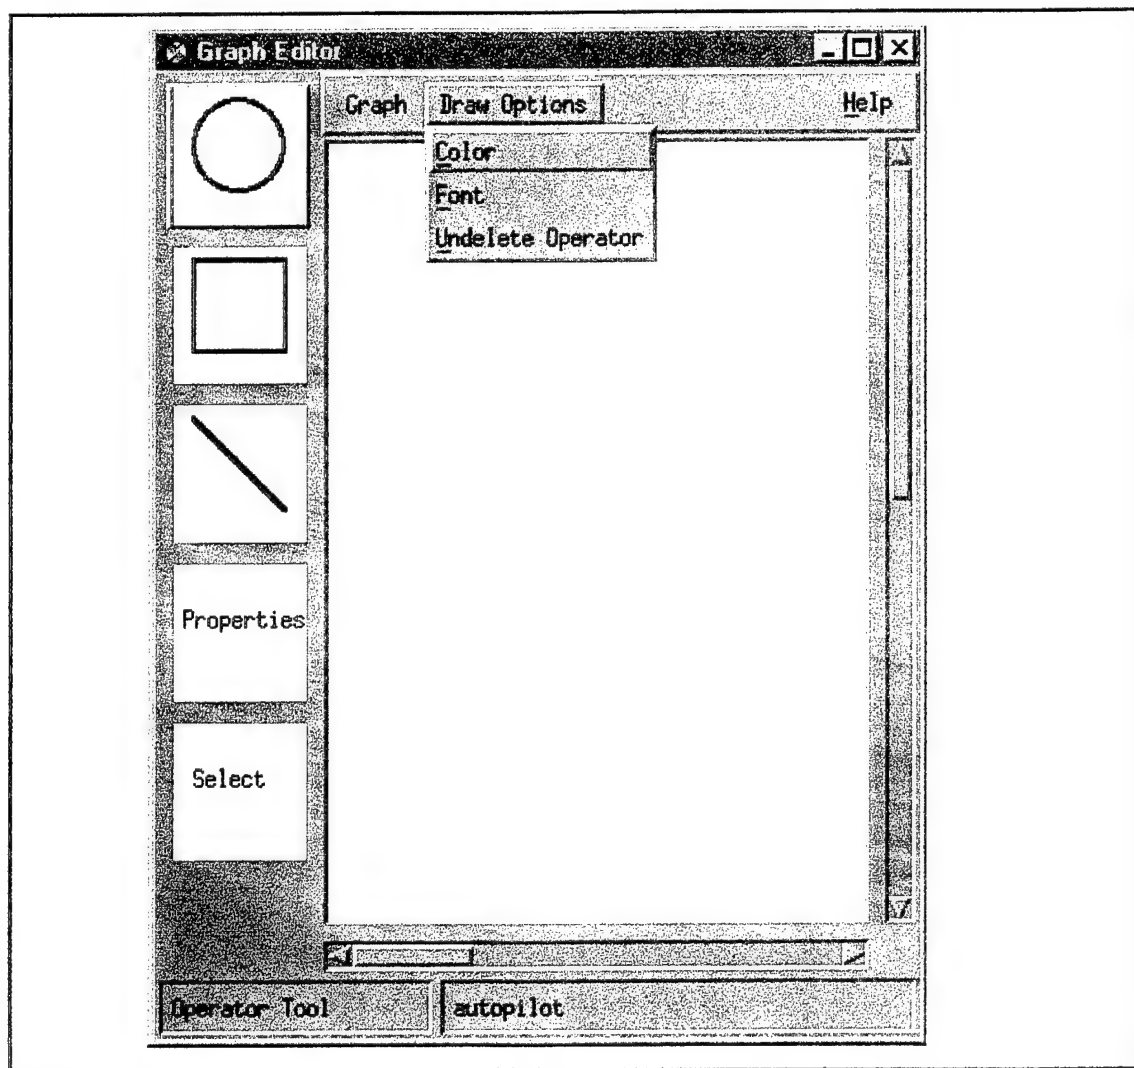 Graph Editor
Graph Draw Options Help
Color
Font
Undelete Operator
Properties
Select
Operator Tool autopilot